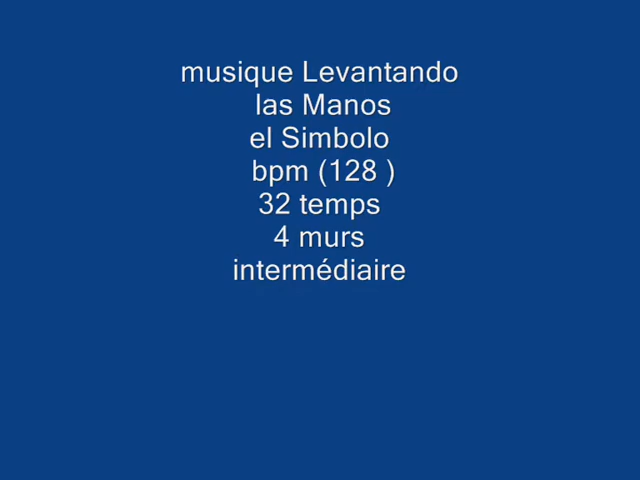 musique Levantando
las Manos
el Simbolo
bpm (128 )
32 temps
4 murs
intermédiaire